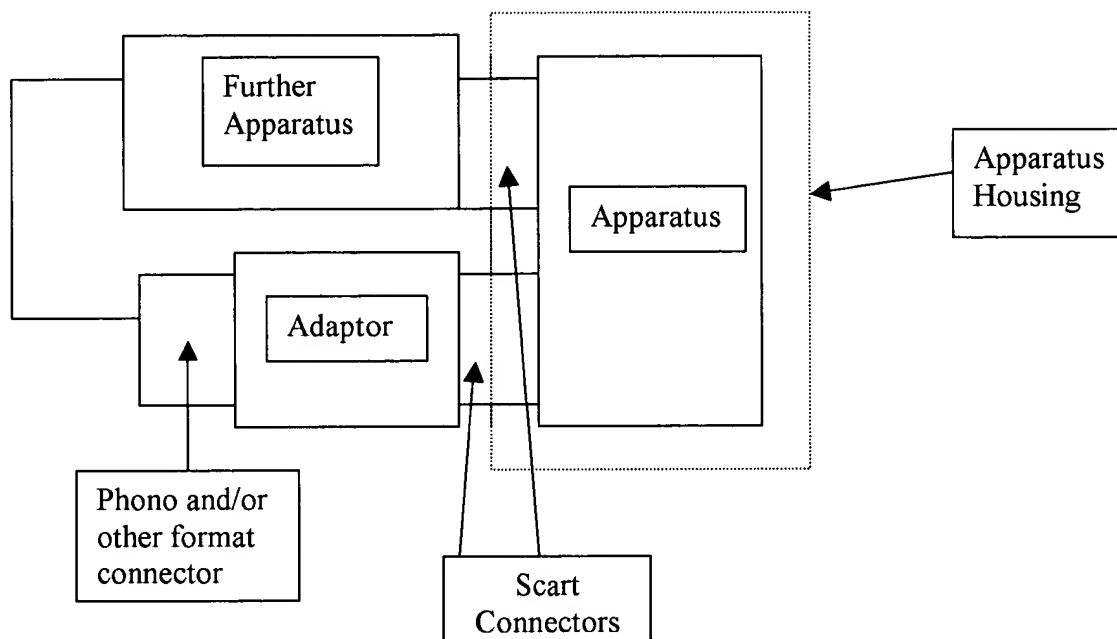 Further
Apparatus
Apparatus
Apparatus
Housing
Adaptor
Phono and/or
other format
connector
Scart
Connectors